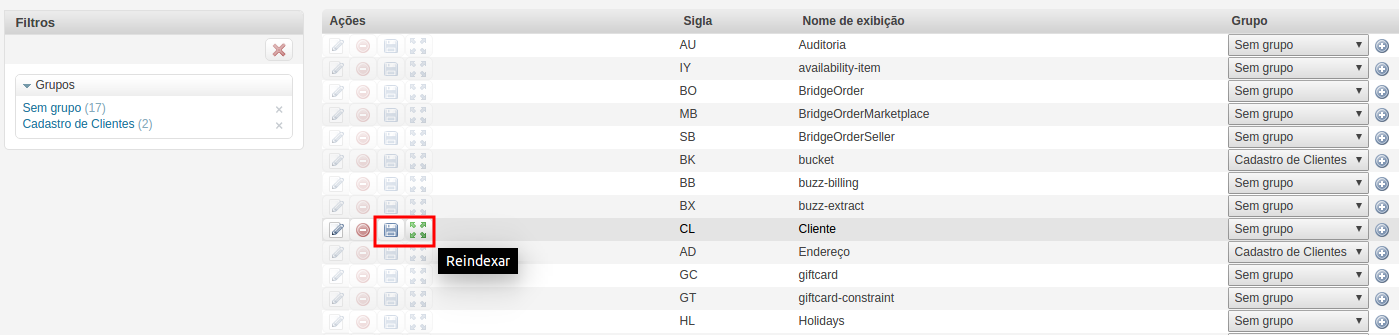 Filtros
Grupos
Sem grupo (17)
Cadastro de Clientes (2)
Ações Sigla Nome de exibição Grupo
AU Auditoria Sem grupo
IY availability-item Sem grupo
BO BridgeOrder Sem grupo
MB BridgeOrderMarketplace Sem grupo
SB BridgeOrderSeller Sem grupo
BK bucket Cadastro de Clientes
BB buzz-billing Sem grupo
BX buzz-extract Sem grupo
CL Cliente Sem grupo
AD Endereço Cadastro de Clientes
Reindexar
GC giftcard Sem grupo
GT giftcard-constraint Sem grupo
HL Holidays Sem grupo